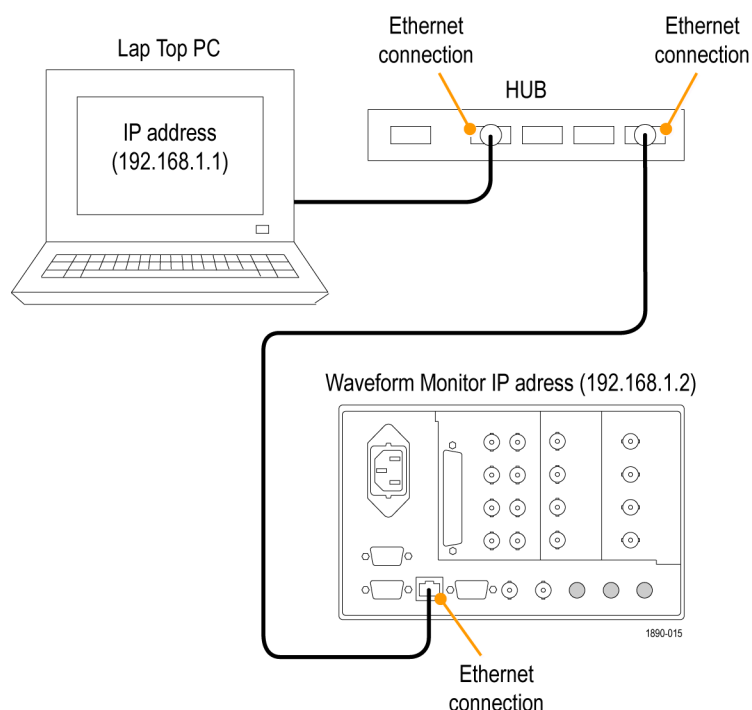 Ethernet
connection
Ethernet
connection
Lap Top PC
HUB
IP address
(192.168.1.1)
Waveform Monitor IP adress (192.168.1.2)
1890-015
Ethernet
connection